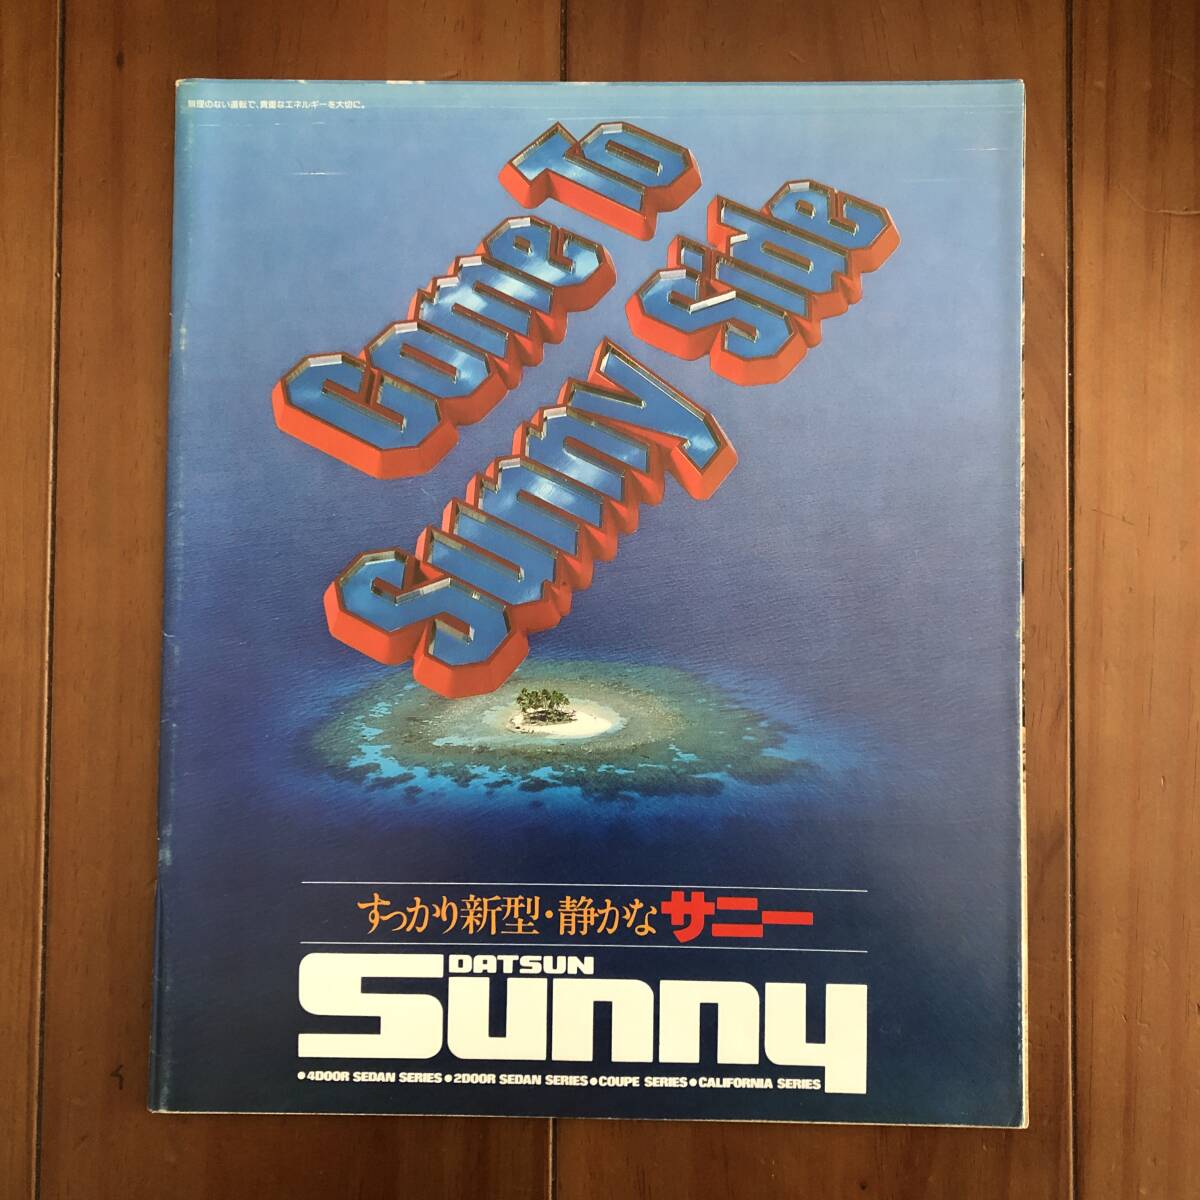 無理のない運転で、貴重なエネルギーを大切に。
Come To
Sunny Side
すっかり新型・静かなサニー
DATSUN
Sunny
●4DOOR SEDAN SERIES ●2DOOR SEDAN SERIES ●COUPE SERIES ●CALIFORNIA SERIES